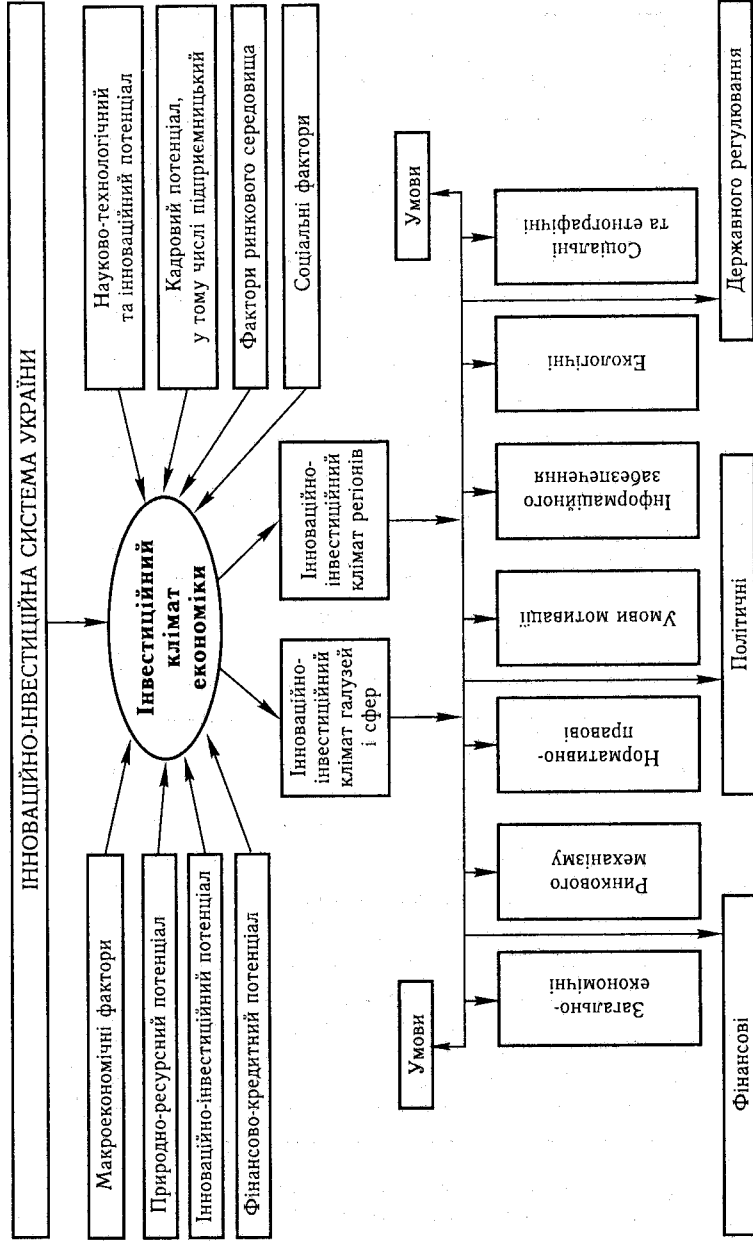 ІННОВАЦІЙНО-ІНВЕСТИЦІЙНА СИСТЕМА УКРАЇНИ
Макроекономічні фактори
Природно-ресурсний потенціал
Інноваційно-інвестиційний потенціал
Фінансово-кредитний потенціал
Інвестиційний
клімат
економіки
Науково-технологічний
та інноваційний потенціал
Кадровий потенціал,
у тому числі підприємницький
Фактори ринкового середовища
Соціальні фактори
Інноваційно-
інвестиційний
клімат галузей
і сфер
Інноваційно-
інвестиційний
клімат регіонів
Умови
Умови
Загально-
економічні
Ринкового
механізму
Нормативно-
правові
Умови мотивації
Інформаційного
забезпечення
Екологічні
Соціальні
та етнографічні
Фінансові
Політичні
Державного регулювання